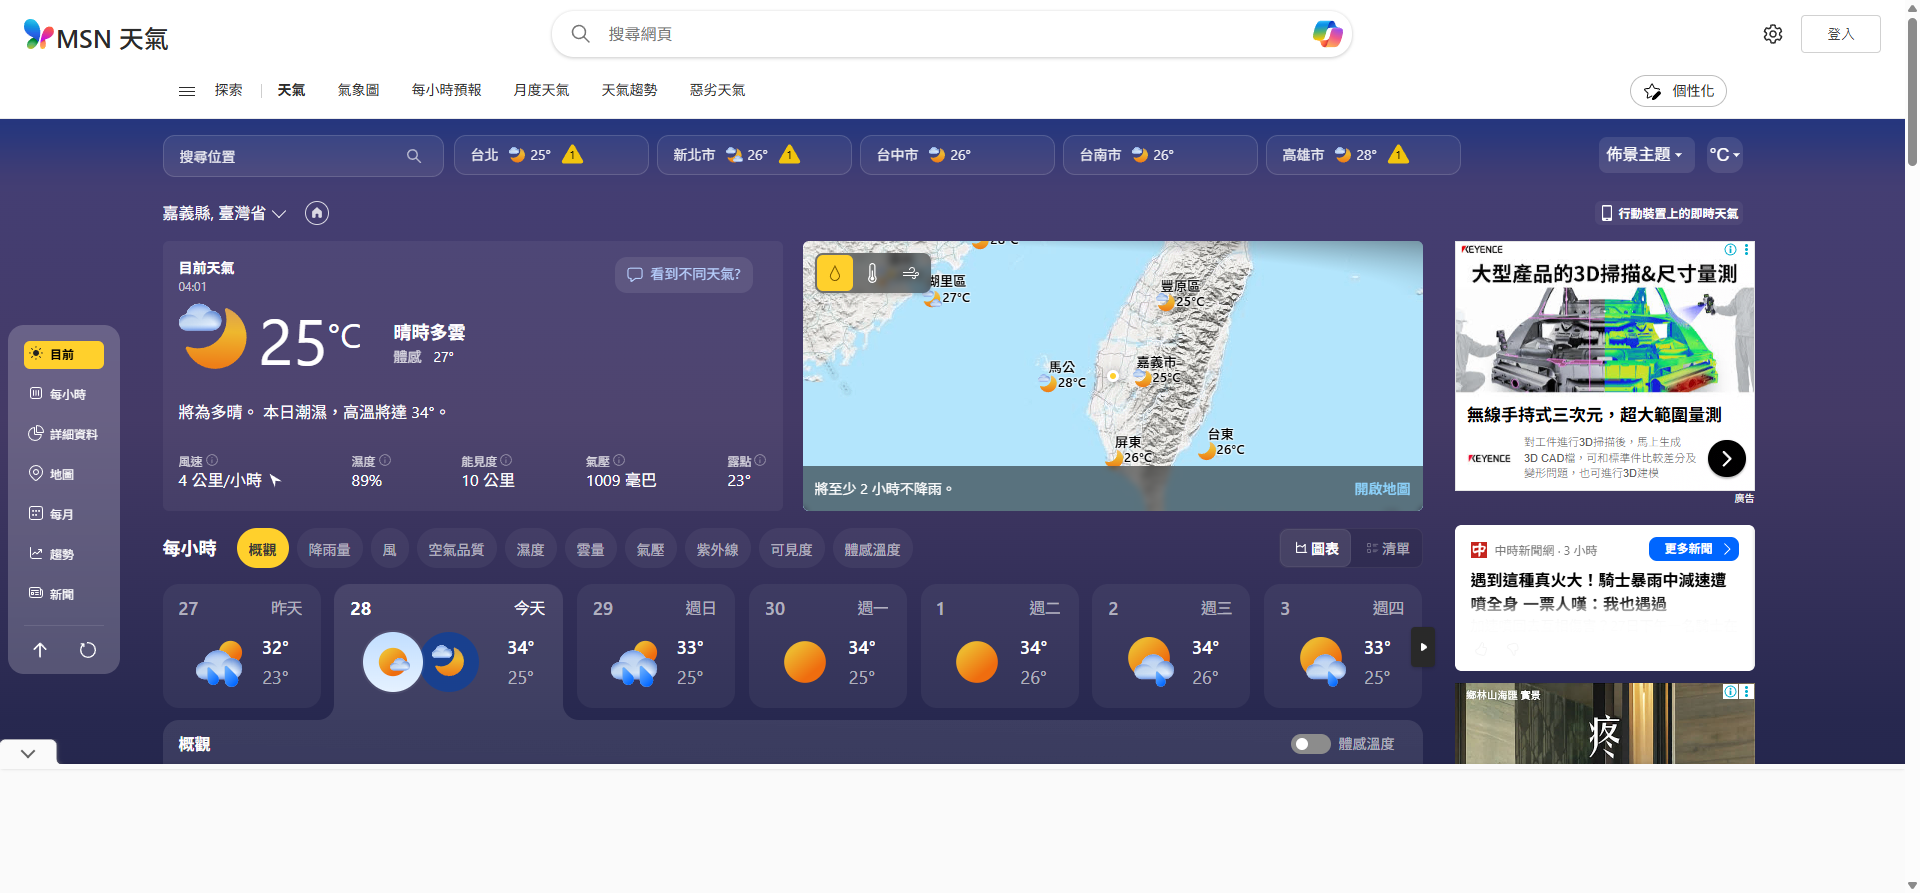 MSN 天氣
搜尋網頁
登入
探索
天氣
氣象圖
每小時預報
月度天氣
天氣趨勢
惡劣天氣
個性化
搜尋位置
台北 25° 1
新北市 26° 1
台中市 26°
台南市 26°
高雄市 28° 1
佈景主題
°C
嘉義縣, 臺灣省
行動裝置上的即時天氣
目前天氣
04:01
看到不同天氣?
25°C
晴時多雲
體感 27°
將為多晴。 本日潮濕，高溫將達 34°。
風速
4 公里/小時
濕度
89%
能見度
10 公里
氣壓
1009 毫巴
露點
23°
湖里區
27°C
豐原區
25°C
馬公
28°C
嘉義市
25°C
屏東
26°C
台東
26°C
將至少 2 小時不降雨。
開啟地圖
KEYENCE
大型產品的3D掃描&尺寸量測
無線手持式三次元，超大範圍量測
KEYENCE
對工件進行3D掃描後，馬上生成
3D CAD檔，可和標準件比較差分及
變形問題，也可進行3D建模
廣告
目前
每小時
詳細資料
地圖
每月
趨勢
新聞
每小時
概觀
降雨量
風
空氣品質
濕度
雲量
氣壓
紫外線
可見度
體感溫度
圖表
清單
27 昨天
32°
23°
28 今天
34°
25°
29 週日
33°
25°
30 週一
34°
25°
1 週二
34°
26°
2 週三
34°
26°
3 週四
33°
25°
概觀
體感溫度
中時新聞網 · 3 小時
更多新聞
遇到這種真火大！騎士暴雨中減速遭
噴全身 一票人嘆：我也遇過
鄉林山海匯 實景
疼